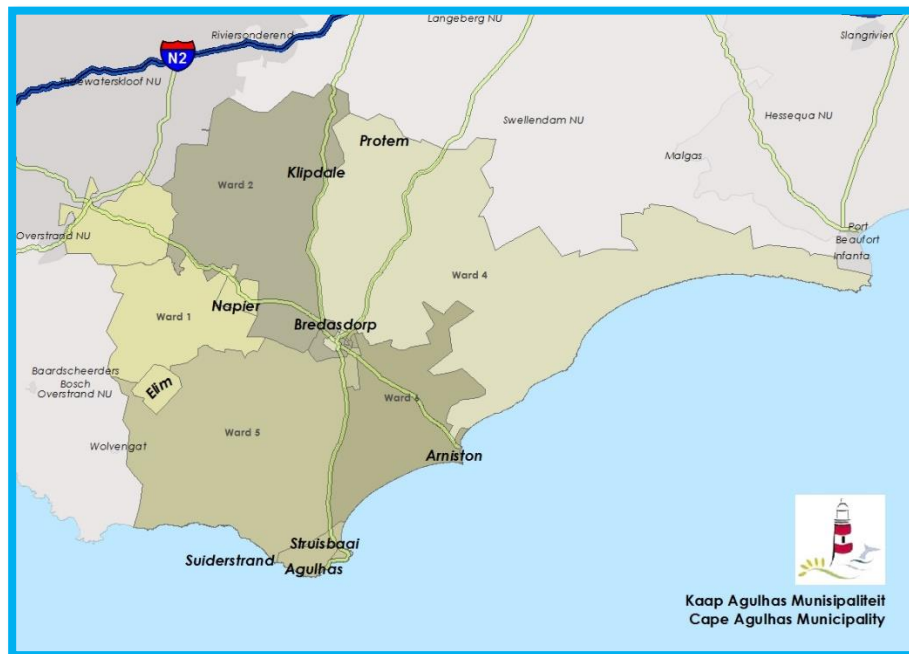 Langeberg NU
Riviersonderend
Slangrivier
N2
Theewaterskloof NU
Hessequa NU
Swellendam NU
Protem
Malgas
Klipdale
Ward 2
Port
Beaufort
Infanta
Overstrand NU
Ward 4
Napier
Ward 1
Bredasdorp
Baardscheerders
Bosch
Overstrand NU
Elim
Ward 6
Ward 5
Wolvengat
Arniston
Struisbaai
Suiderstrand
Agulhas
Kaap Agulhas Munisipaliteit
Cape Agulhas Municipality